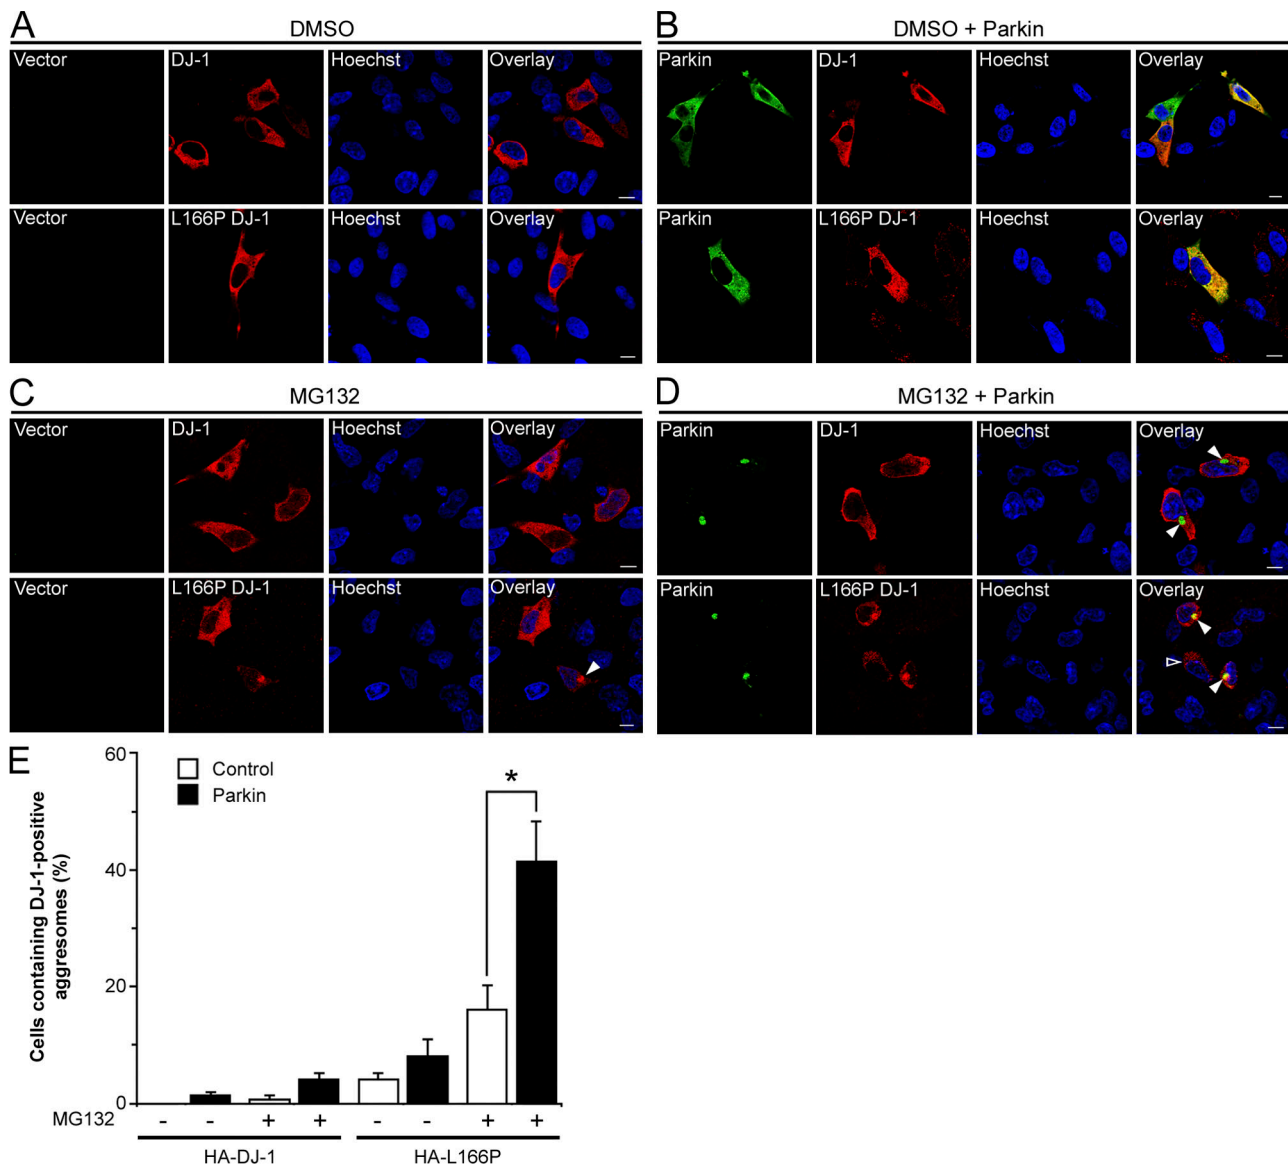 A
DMSO
Vector
DJ-1
Hoechst
Overlay
Vector
L166P DJ-1
Hoechst
Overlay
B
DMSO + Parkin
Parkin
DJ-1
Hoechst
Overlay
Parkin
L166P DJ-1
Hoechst
Overlay
C
MG132
Vector
DJ-1
Hoechst
Overlay
Vector
L166P DJ-1
Hoechst
Overlay
D
MG132 + Parkin
Parkin
DJ-1
Hoechst
Overlay
Parkin
L166P DJ-1
Hoechst
Overlay
E
Cells containing DJ-1-positive
aggresomes (%)
60
40
20
0
Control
Parkin
*
MG132 - - + + - - + +
HA-DJ-1 HA-L166P